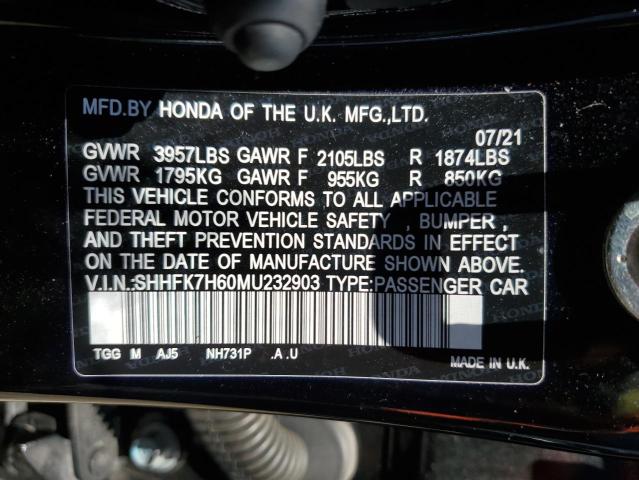 MFD.BY HONDA OF THE U.K. MFG.,LTD.
07/21
GVWR 3957LBS GAWR F 2105LBS R 1874LBS
GVWR 1795KG GAWR F 955KG R 850KG
THIS VEHICLE CONFORMS TO ALL APPLICABLE
FEDERAL MOTOR VEHICLE SAFETY , BUMPER ,
AND THEFT PREVENTION STANDARDS IN EFFECT
ON THE DATE OF MANUFACTURE SHOWN ABOVE.
V.I.N.:SHHFK7H60MU232903 TYPE:PASSENGER CAR
TGG M AJ5 NH731P .A .U MADE IN U.K.